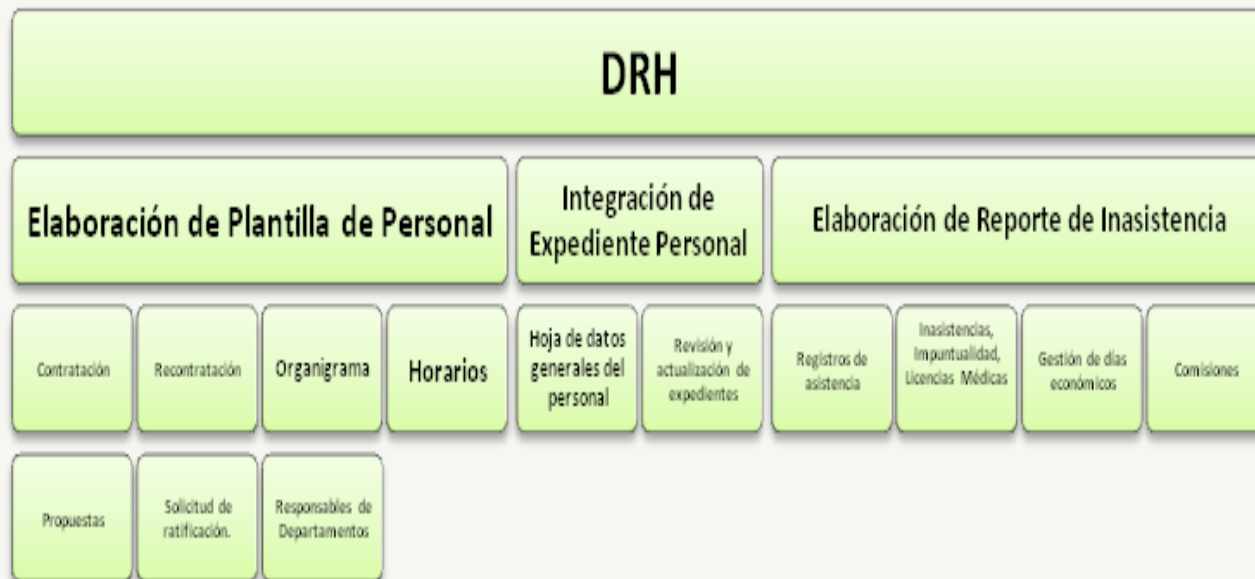 DRH
Elaboración de Plantilla de Personal
Integración de
Expediente Personal
Elaboración de Reporte de Inasistencia
Contratación
Recontratación
Organigrama
Horarios
Hoja de datos
generales del
personal
Revisión y
actualización de
expedientes
Registros de
asistencia
Inasistencias,
Impuntualidad,
Licencias Médicas
Gestión de días
económicos
Comisiones
Propuestas
Solicitud de
ratificación.
Responsables de
Departamentos